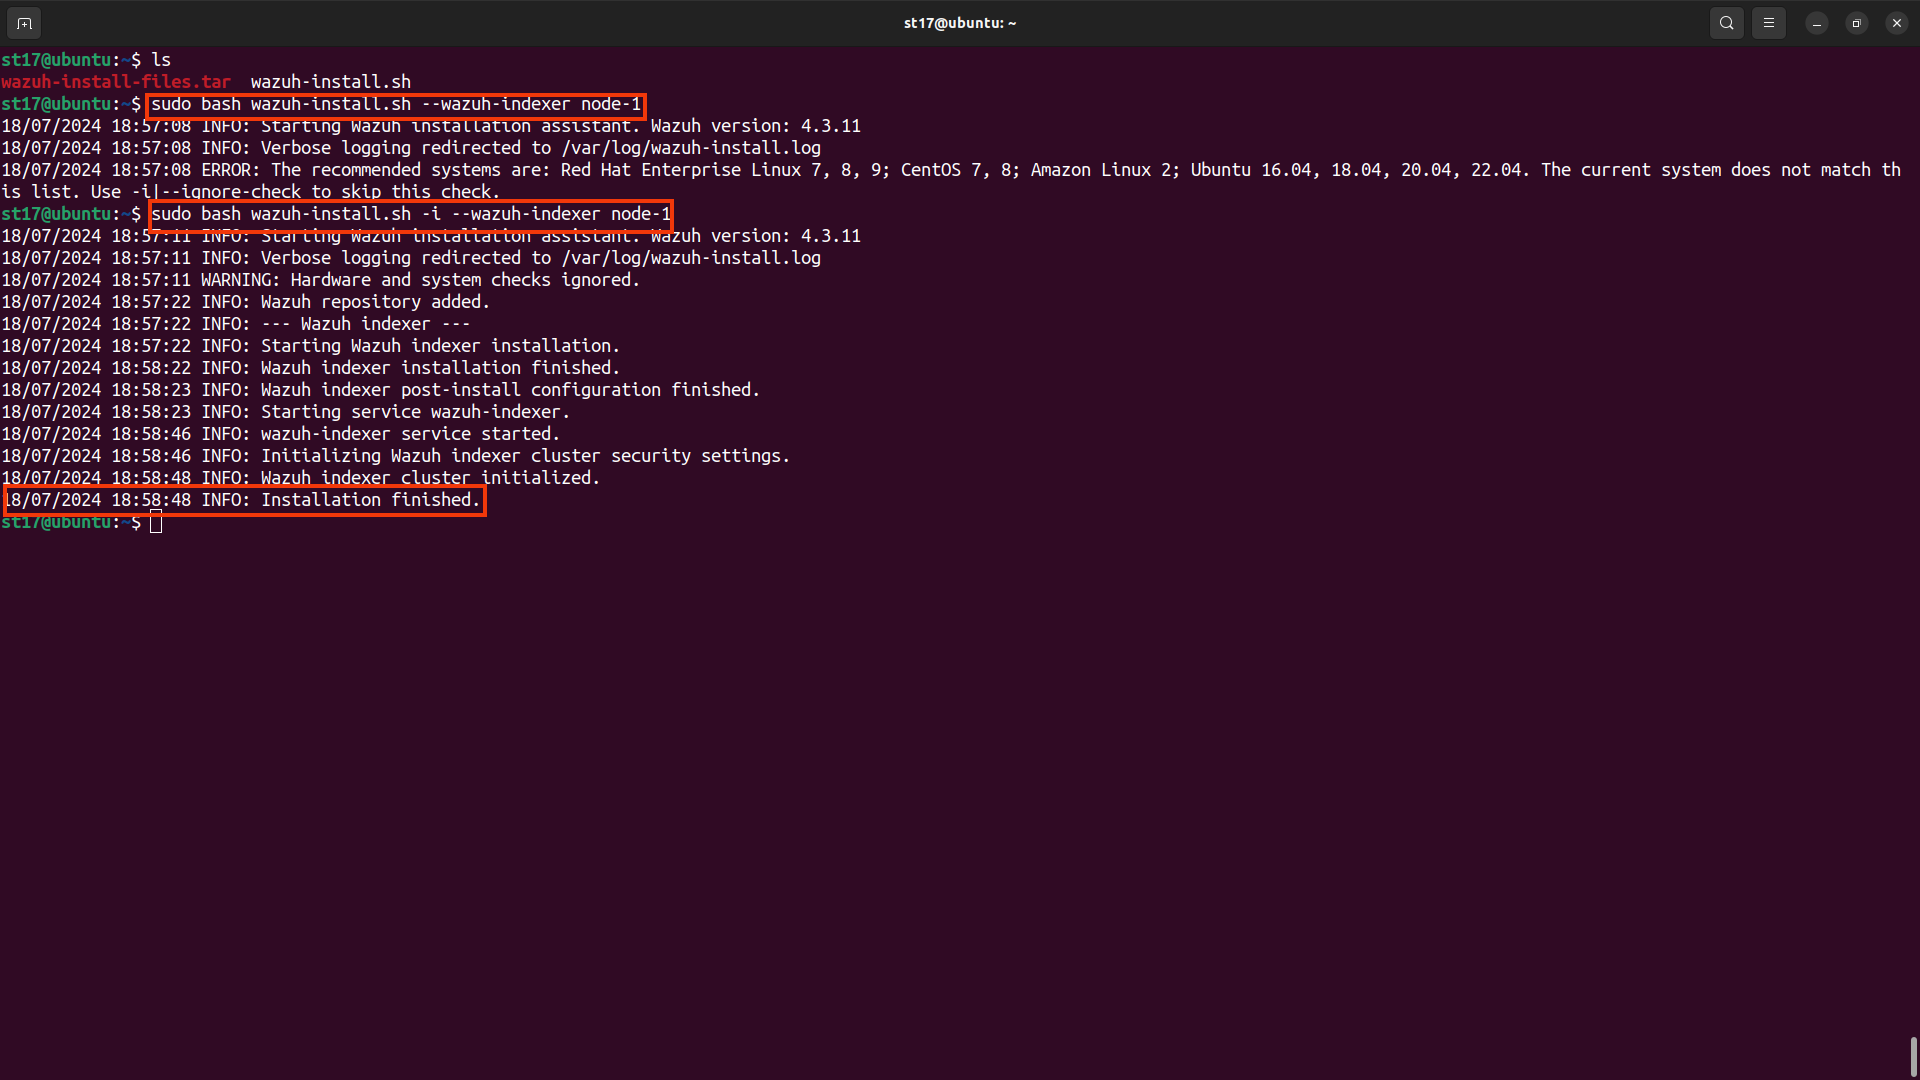 st17@ubuntu: ~
st17@ubuntu:~$ ls
wazuh-install-files.tar  wazuh-install.sh
st17@ubuntu:~$ sudo bash wazuh-install.sh --wazuh-indexer node-1
18/07/2024 18:57:08 INFO: Starting Wazuh installation assistant. Wazuh version: 4.3.11
18/07/2024 18:57:08 INFO: Verbose logging redirected to /var/log/wazuh-install.log
18/07/2024 18:57:08 ERROR: The recommended systems are: Red Hat Enterprise Linux 7, 8, 9; CentOS 7, 8; Amazon Linux 2; Ubuntu 16.04, 18.04, 20.04, 22.04. The current system does not match th
is list. Use -i|--ignore-check to skip this check.
st17@ubuntu:~$ sudo bash wazuh-install.sh -i --wazuh-indexer node-1
18/07/2024 18:57:11 INFO: Starting Wazuh installation assistant. Wazuh version: 4.3.11
18/07/2024 18:57:11 INFO: Verbose logging redirected to /var/log/wazuh-install.log
18/07/2024 18:57:11 WARNING: Hardware and system checks ignored.
18/07/2024 18:57:22 INFO: Wazuh repository added.
18/07/2024 18:57:22 INFO: --- Wazuh indexer ---
18/07/2024 18:57:22 INFO: Starting Wazuh indexer installation.
18/07/2024 18:58:22 INFO: Wazuh indexer installation finished.
18/07/2024 18:58:23 INFO: Wazuh indexer post-install configuration finished.
18/07/2024 18:58:23 INFO: Starting service wazuh-indexer.
18/07/2024 18:58:46 INFO: wazuh-indexer service started.
18/07/2024 18:58:46 INFO: Initializing Wazuh indexer cluster security settings.
18/07/2024 18:58:48 INFO: Wazuh indexer cluster initialized.
18/07/2024 18:58:48 INFO: Installation finished.
st17@ubuntu:~$